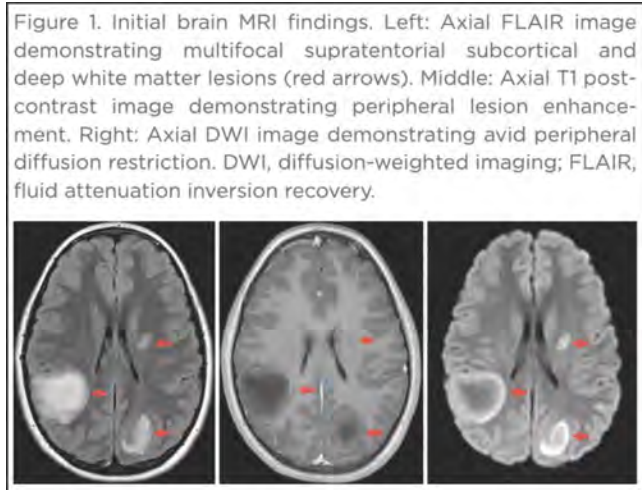 Figure 1. Initial brain MRI findings. Left: Axial FLAIR image
demonstrating multifocal supratentorial subcortical and
deep white matter lesions (red arrows). Middle: Axial T1 post-
contrast image demonstrating peripheral lesion enhance-
ment. Right: Axial DWI image demonstrating avid peripheral
diffusion restriction. DWI, diffusion-weighted imaging; FLAIR,
fluid attenuation inversion recovery.